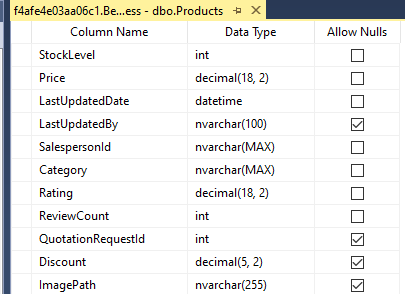 f4afe4e03aa06c1.Be...ess - dbo.Products
Column Name Data Type Allow Nulls
StockLevel int
Price decimal(18, 2)
LastUpdatedDate datetime
LastUpdatedBy nvarchar(100)
SalespersonId nvarchar(MAX)
Category nvarchar(MAX)
Rating decimal(18, 2)
ReviewCount int
QuotationRequestId int
Discount decimal(5, 2)
ImagePath nvarchar(255)